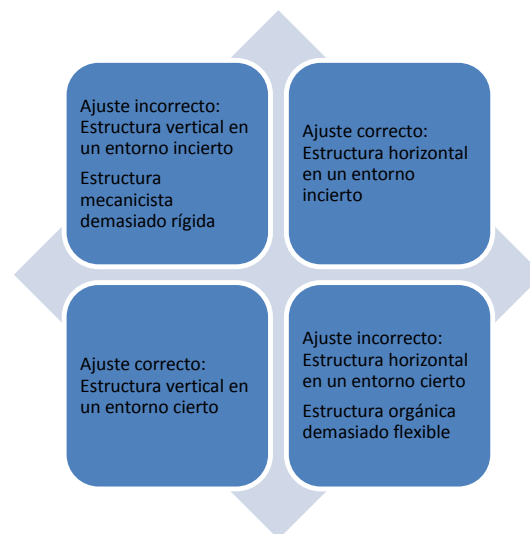 Ajuste incorrecto:
Estructura vertical en
un entorno incierto
Estructura
mecanicista
demasiado rígida
Ajuste correcto:
Estructura horizontal
en un entorno
incierto
Ajuste correcto:
Estructura vertical en
un entorno cierto
Ajuste incorrecto:
Estructura horizontal
en un entorno cierto
Estructura orgánica
demasiado flexible